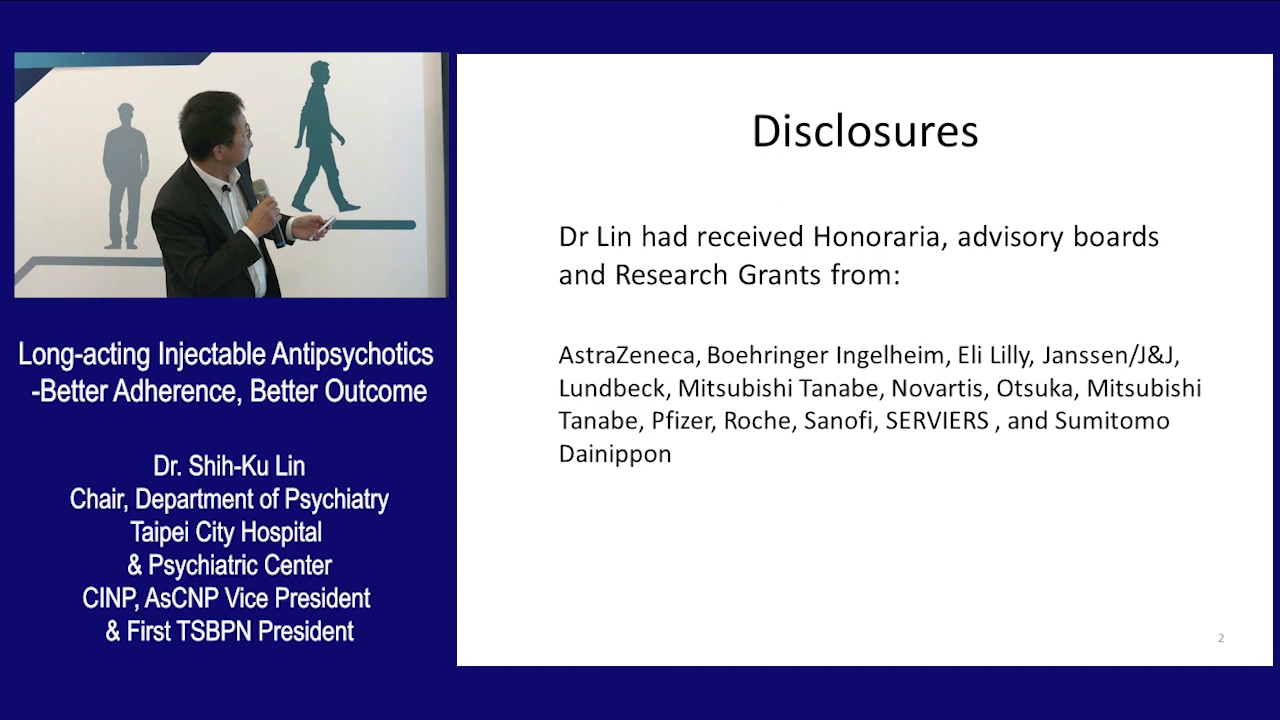 Long-acting Injectable Antipsychotics
-Better Adherence, Better Outcome
Dr. Shih-Ku Lin
Chair, Department of Psychiatry
Taipei City Hospital
& Psychiatric Center
CINP, AsCNP Vice President
& First TSBPN President
Disclosures
Dr Lin had received Honoraria, advisory boards
and Research Grants from:
AstraZeneca, Boehringer Ingelheim, Eli Lilly, Janssen/J&J,
Lundbeck, Mitsubishi Tanabe, Novartis, Otsuka, Mitsubishi
Tanabe, Pfizer, Roche, Sanofi, SERVIERS , and Sumitomo
Dainippon
2